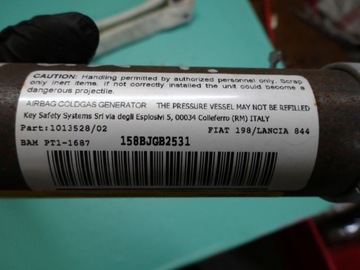 CAUTION: Handling permitted by authorized personnel only. Scrap
only inert items. If not correctly installed the unit could become a
dangerous projectile.
AIRBAG COLDGAS GENERATOR THE PRESSURE VESSEL MAY NOT BE REFILLED
Key Safety Systems Srl via degli Esplosivi 5, 00034 Colleferro (RM) ITALY
Part:1013528/02 FIAT 198/LANCIA 844
BAM PT1-1687 158BJGB2531